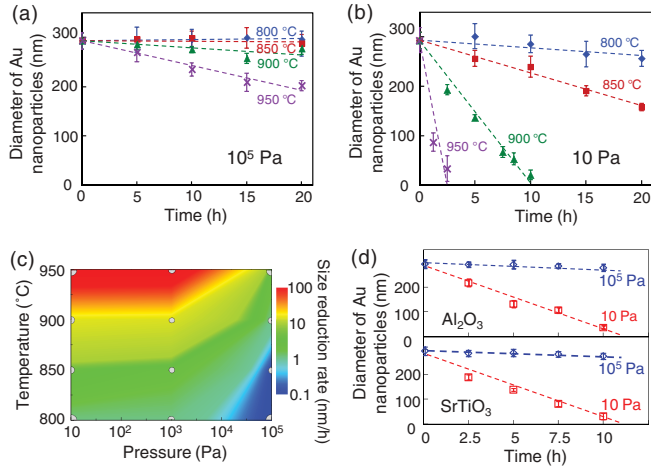 (a)
Diameter of Au
nanoparticles (nm)
300
200
100
0
800 °C
850 °C
900 °C
950 °C
10⁵ Pa
0 5 10 15 20
Time (h)
(b)
Diameter of Au
nanoparticles (nm)
300
200
100
0
800 °C
850 °C
900 °C
950 °C
10 Pa
0 5 10 15 20
Time (h)
(c)
Temperature (°C)
950
900
850
800
10 10² 10³ 10⁴ 10⁵
Pressure (Pa)
100
10
1
0.1
Size reduction rate (nm/h)
(d)
Diameter of Au
nanoparticles (nm)
300
200
100
0
10⁵ Pa
10 Pa
Al₂O₃
300
200
100
0
10⁵ Pa
10 Pa
SrTiO₃
0 2.5 5 7.5 10
Time (h)